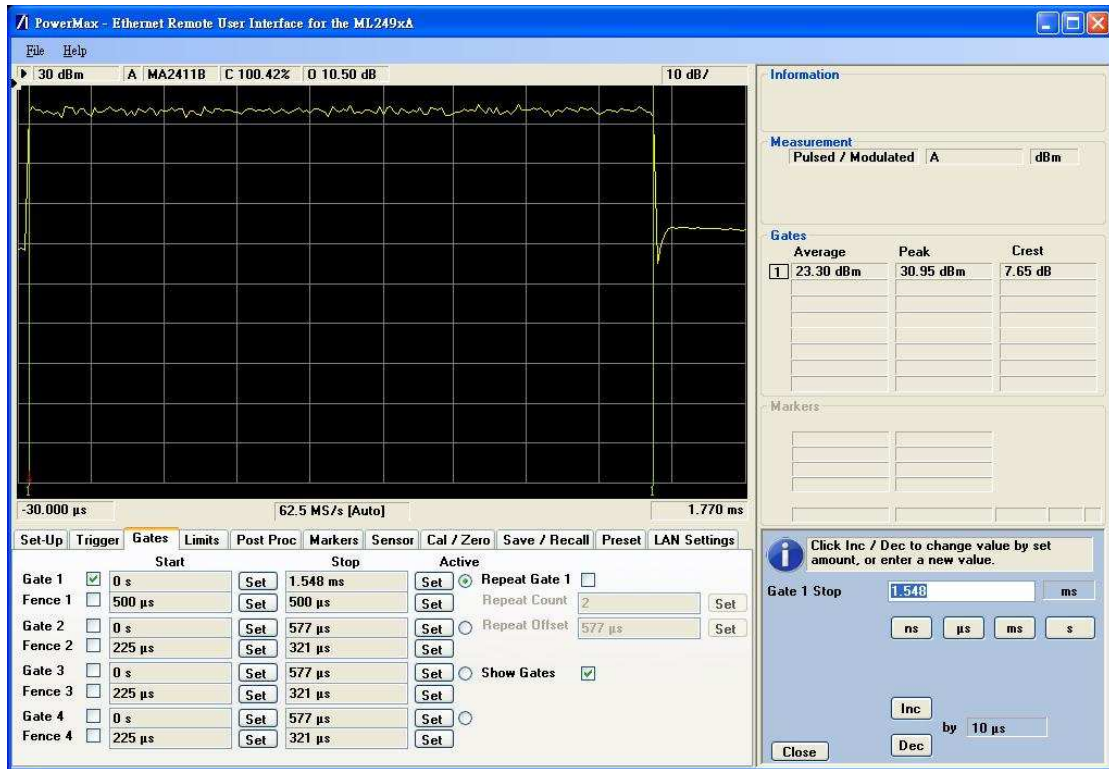 PowerMax - Ethernet Remote User Interface for the ML249xA
File Help
30 dBm A MA2411B C 100.42% O 10.50 dB 10 dB/
1 1
-30.000 µs 62.5 MS/s [Auto] 1.770 ms
Information
Measurement
Pulsed / Modulated A dBm
Gates
Average Peak Crest
1 23.30 dBm 30.95 dBm 7.65 dB
Markers
Set-Up Trigger Gates Limits Post Proc Markers Sensor Cal / Zero Save / Recall Preset LAN Settings
Start Stop Active
Gate 1 0 s Set 1.548 ms Set Repeat Gate 1
Fence 1 500 µs Set 500 µs Set Repeat Count 2 Set
Gate 2 0 s Set 577 µs Set Repeat Offset 577 µs Set
Fence 2 225 µs Set 321 µs Set
Gate 3 0 s Set 577 µs Set Show Gates
Fence 3 225 µs Set 321 µs Set
Gate 4 0 s Set 577 µs Set
Fence 4 225 µs Set 321 µs Set
Click Inc / Dec to change value by set
amount, or enter a new value.
Gate 1 Stop 1.548 ms
ns µs ms s
Inc
by 10 µs
Close Dec